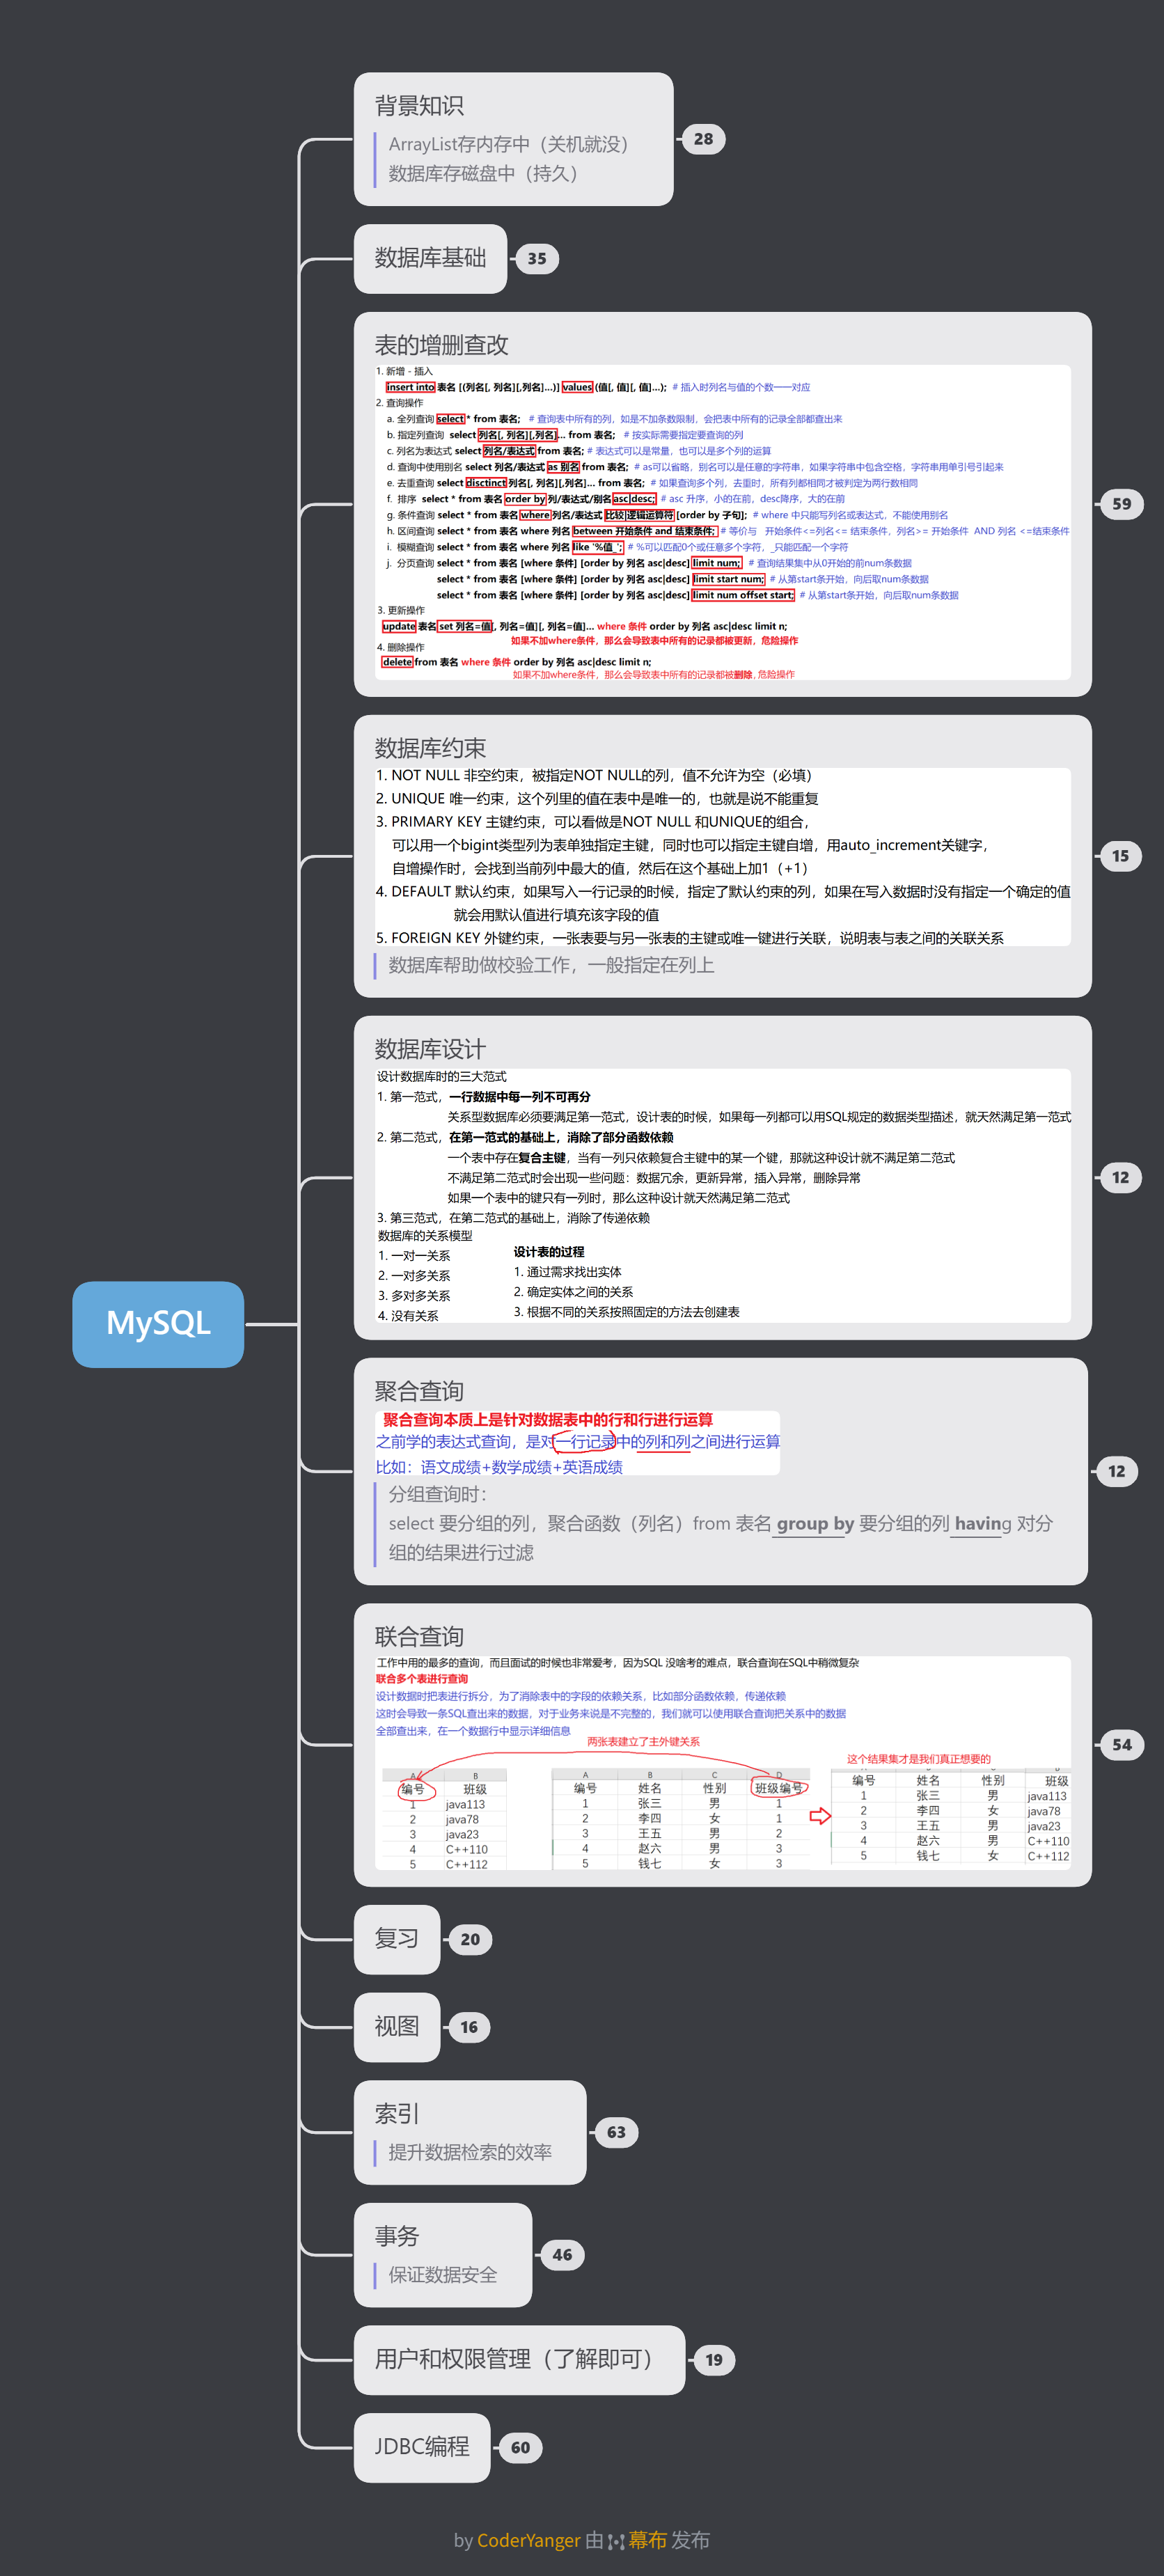 MySQL
背景知识
ArrayList存内存中（关机就没）
数据库存磁盘中（持久）
28
数据库基础
35
表的增删查改
1. 新增 - 插入
insert into 表名 [(列名[, 列名][,列名]...)] values (值[, 值][, 值]...); # 插入时列名与值的个数一一对应
2. 查询操作
a. 全列查询 select * from 表名; # 查询表中所有的列，如是不加条数限制，会把表中所有的记录全部都查出来
b. 指定列查询 select 列名[, 列名][,列名]... from 表名; # 按实际需要指定要查询的列
c. 列名为表达式 select 列名/表达式 from 表名; # 表达式可以是常量，也可以是多个列的运算
d. 查询中使用别名 select 列名/表达式 as 别名 from 表名; # as可以省略，别名可以是任意的字符串，如果字符串中包含空格，字符串用单引号引起来
e. 去重查询 select disctinct 列名[, 列名][,列名]... from 表名; # 如果查询多个列，去重时，所有列都相同才被判定为两行数相同
f. 排序 select * from 表名 order by 列/表达式/别名 asc|desc; # asc 升序，小的在前，desc降序，大的在前
g. 条件查询 select * from 表名 where 列名/表达式 比较|逻辑运算符 [order by 子句]; # where 中只能写列名或表达式，不能使用别名
h. 区间查询 select * from 表名 where 列名 between 开始条件 and 结束条件; # 等价与 开始条件<=列名<= 结束条件，列名>= 开始条件 AND 列名 <=结束条件
i. 模糊查询 select * from 表名 where 列名 like '%值_'; # %可以匹配0个或任意多个字符，_只能匹配一个字符
j. 分页查询 select * from 表名 [where 条件] [order by 列名 asc|desc] limit num; # 查询结果集中从0开始的前num条数据
select * from 表名 [where 条件] [order by 列名 asc|desc] limit start num; # 从第start条开始，向后取num条数据
select * from 表名 [where 条件] [order by 列名 asc|desc] limit num offset start; # 从第start条开始，向后取num条数据
3. 更新操作
update 表名 set 列名=值[, 列名=值][, 列名=值]... where 条件 order by 列名 asc|desc limit n;
如果不加where条件，那么会导致表中所有的记录都被更新，危险操作
4. 删除操作
delete from 表名 where 条件 order by 列名 asc|desc limit n;
如果不加where条件，那么会导致表中所有的记录都被删除，危险操作
59
数据库约束
1. NOT NULL 非空约束，被指定NOT NULL的列，值不允许为空（必填）
2. UNIQUE 唯一约束，这个列里的值在表中是唯一的，也就是说不能重复
3. PRIMARY KEY 主键约束，可以看做是NOT NULL 和UNIQUE的组合，
可以用一个bigint类型列为表单独指定主键，同时也可以指定主键自增，用auto_increment关键字，
自增操作时，会找到当前列中最大的值，然后在这个基础上加1（+1）
4. DEFAULT 默认约束，如果写入一行记录的时候，指定了默认约束的列，如果在写入数据时没有指定一个确定的值
就会用默认值进行填充该字段的值
5. FOREIGN KEY 外键约束，一张表要与另一张表的主键或唯一键进行关联，说明表与表之间的关联关系
数据库帮助做校验工作，一般指定在列上
15
数据库设计
设计数据库时的三大范式
1. 第一范式，一行数据中每一列不可再分
关系型数据库必须要满足第一范式，设计表的时候，如果每一列都可以用SQL规定的数据类型描述，就天然满足第一范式
2. 第二范式，在第一范式的基础上，消除了部分函数依赖
一个表中存在复合主键，当有一列只依赖复合主键中的某一个键，那就这种设计就不满足第二范式
不满足第二范式时会出现一些问题：数据冗余，更新异常，插入异常，删除异常
如果一个表中的键只有一列时，那么这种设计就天然满足第二范式
3. 第三范式，在第二范式的基础上，消除了传递依赖
数据库的关系模型
1. 一对一关系
2. 一对多关系
3. 多对多关系
4. 没有关系
设计表的过程
1. 通过需求找出实体
2. 确定实体之间的关系
3. 根据不同的关系按照固定的方法去创建表
12
聚合查询
聚合查询本质上是针对数据表中的行和行进行运算
之前学的表达式查询，是对一行记录中的列和列之间进行运算
比如：语文成绩+数学成绩+英语成绩
分组查询时：
select 要分组的列，聚合函数（列名）from 表名 group by 要分组的列 having 对分
组的结果进行过滤
12
联合查询
工作中用的最多的查询，而且面试的时候也非常爱考，因为SQL 没啥考的难点，联合查询在SQL中稍微复杂
联合多个表进行查询
设计数据时把表进行拆分，为了消除表中的字段的依赖关系，比如部分函数依赖，传递依赖
这时会导致一条SQL查出来的数据，对于业务来说是不完整的，我们就可以使用联合查询把关系中的数据
全部查出来，在一个数据行中显示详细信息
两张表建立了主外键关系
这个结果集才是我们真正想要的
A B
编号 班级
1 java113
2 java78
3 java23
4 C++110
5 C++112
A B C D
编号 姓名 性别 班级编号
1 张三 男 1
2 李四 女 1
3 王五 男 2
4 赵六 男 3
5 钱七 女 3
编号 姓名 性别 班级
1 张三 男 java113
2 李四 女 java78
3 王五 男 java23
4 赵六 男 C++110
5 钱七 女 C++112
54
复习
20
视图
16
索引
提升数据检索的效率
63
事务
保证数据安全
46
用户和权限管理（了解即可）
19
JDBC编程
60
by CoderYanger 由 幕布 发布